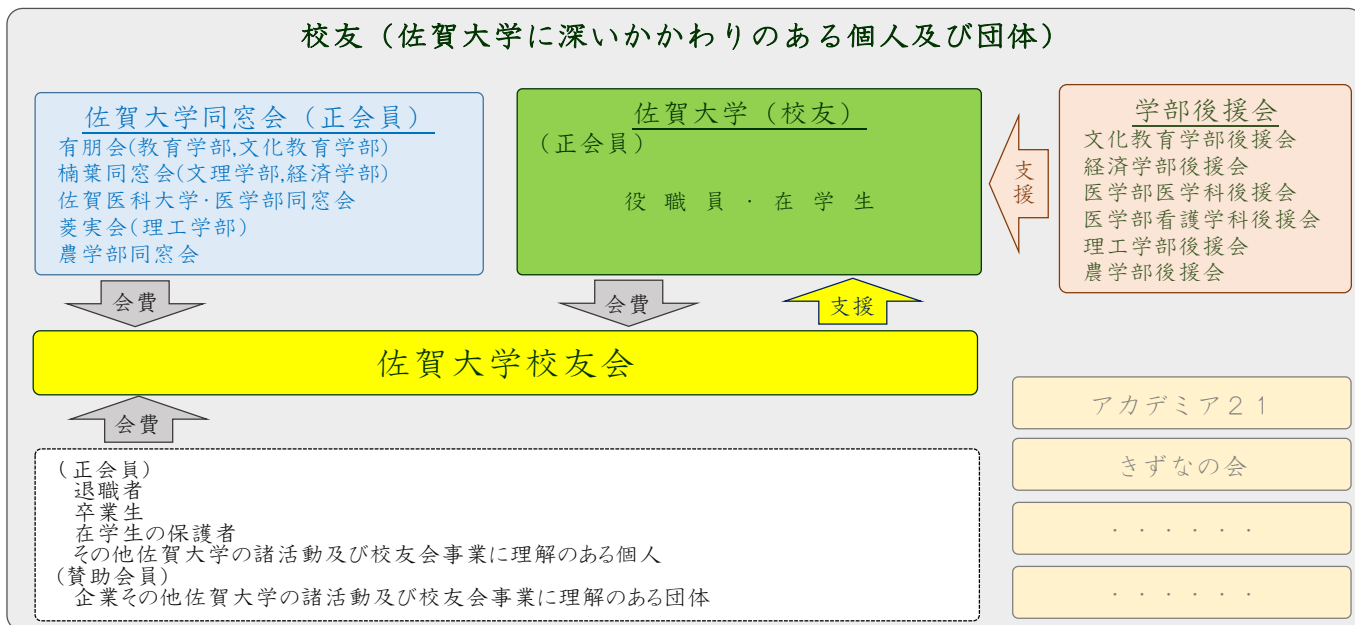 校友（佐賀大学に深いかかわりのある個人及び団体）
佐賀大学同窓会（正会員）
有朋会(教育学部,文化教育学部)
楠葉同窓会(文理学部,経済学部)
佐賀医科大学･医学部同窓会
菱実会(理工学部)
農学部同窓会
佐賀大学（校友）
(正会員)
役職員・在学生
学部後援会
文化教育学部後援会
経済学部後援会
医学部医学科後援会
医学部看護学科後援会
理工学部後援会
農学部後援会
支援
会費
会費
支援
佐賀大学校友会
会費
(正会員)
退職者
卒業生
在学生の保護者
その他佐賀大学の諸活動及び校友会事業に理解のある個人
(賛助会員)
企業その他佐賀大学の諸活動及び校友会事業に理解のある団体
アカデミア２１
きずなの会
・・・・・・
・・・・・・